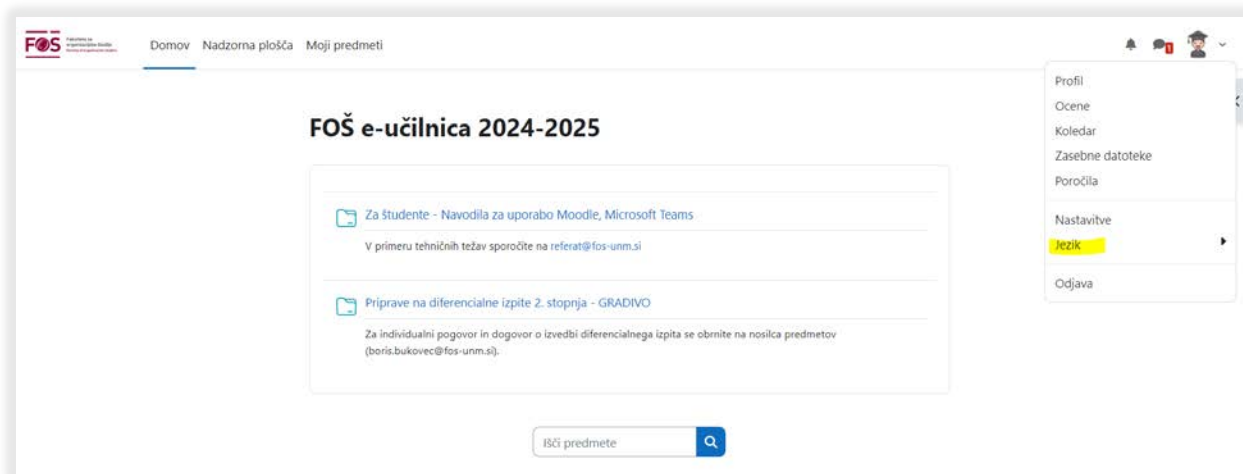 FOŠ
Domov Nadzorna plošča Moji predmeti
1
Profil
Ocene
Koledar
Zasebne datoteke
Poročila
Nastavitve
Jezik
Odjava
FOŠ e-učilnica 2024-2025
Za študente - Navodila za uporabo Moodle, Microsoft Teams
V primeru tehničnih težav sporočite na referat@fos-unm.si
Priprave na diferencialne izpite 2. stopnja - GRADIVO
Za individualni pogovor in dogovor o izvedbi diferencialnega izpita se obrnite na nosilca predmetov
(boris.bukovec@fos-unm.si).
Išči predmete